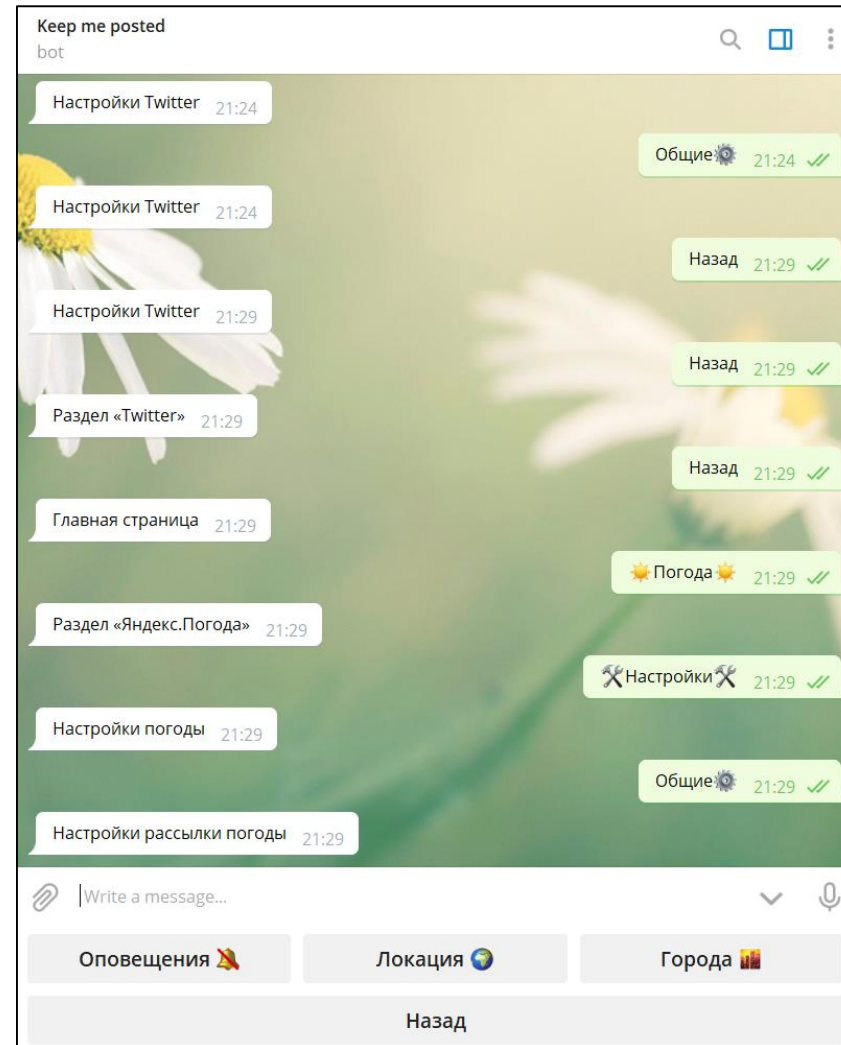 Keep me posted
bot
Настройки Twitter 21:24
Общие⚙ 21:24
Настройки Twitter 21:24
Назад 21:29
Настройки Twitter 21:29
Назад 21:29
Раздел «Twitter» 21:29
Назад 21:29
Главная страница 21:29
☀Погода☀ 21:29
Раздел «Яндекс.Погода» 21:29
🛠Настройки🛠 21:29
Настройки погоды 21:29
Общие⚙ 21:29
Настройки рассылки погоды 21:29
Write a message...
Оповещения 🔕 Локация 🌍 Города 🌇
Назад